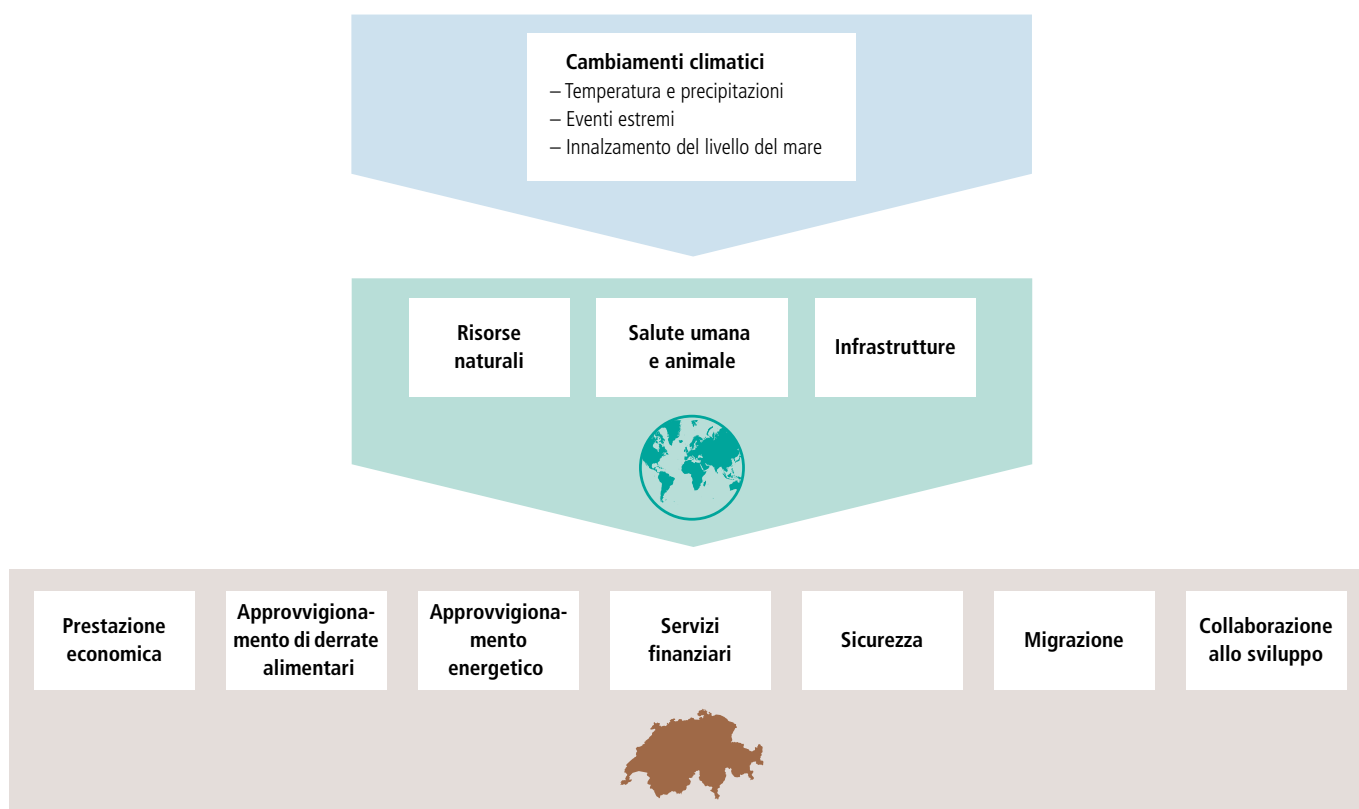 Cambiamenti climatici
– Temperatura e precipitazioni
– Eventi estremi
– Innalzamento del livello del mare
Risorse
naturali
Salute umana
e animale
Infrastrutture
Prestazione
economica
Approvvigiona-
mento di derrate
alimentari
Approvvigiona-
mento
energetico
Servizi
finanziari
Sicurezza
Migrazione
Collaborazione
allo sviluppo